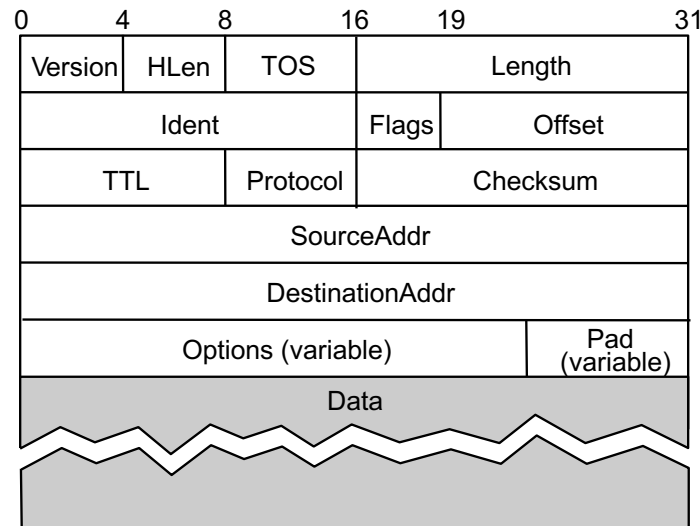 0 4 8 16 19 31
Version HLen TOS Length
Ident Flags Offset
TTL Protocol Checksum
SourceAddr
DestinationAddr
Options (variable) Pad
(variable)
Data